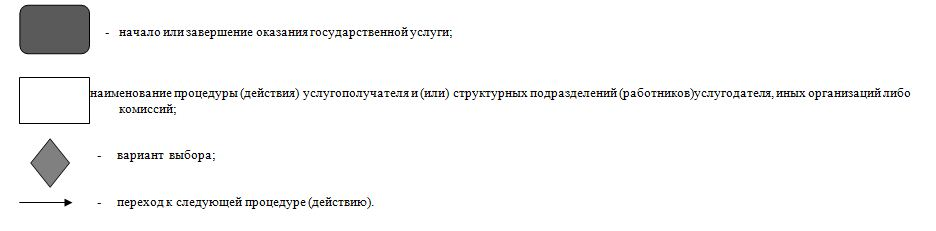 - начало или завершение оказания государственной услуги;
наименование процедуры (действия) услугополучателя и (или) структурных подразделений (работников)услугодателя, иных организаций либо
комиссий;
- вариант выбора;
- переход к следующей процедуре (действию).